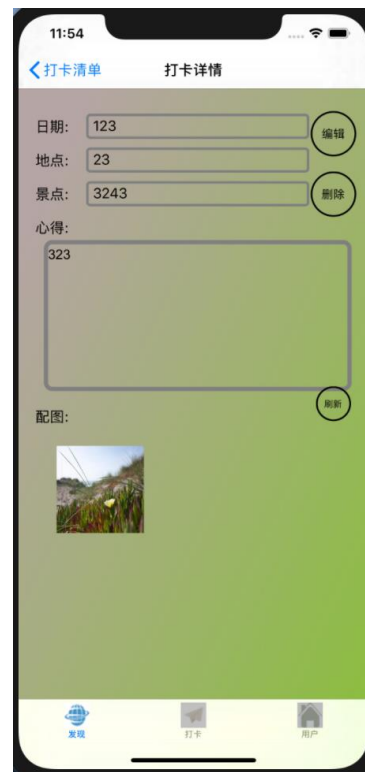 11:54
打卡清单 打卡详情
日期: 123 编辑
地点: 23
景点: 3243 删除
心得:
323
刷新
配图:
发现 打卡 用户